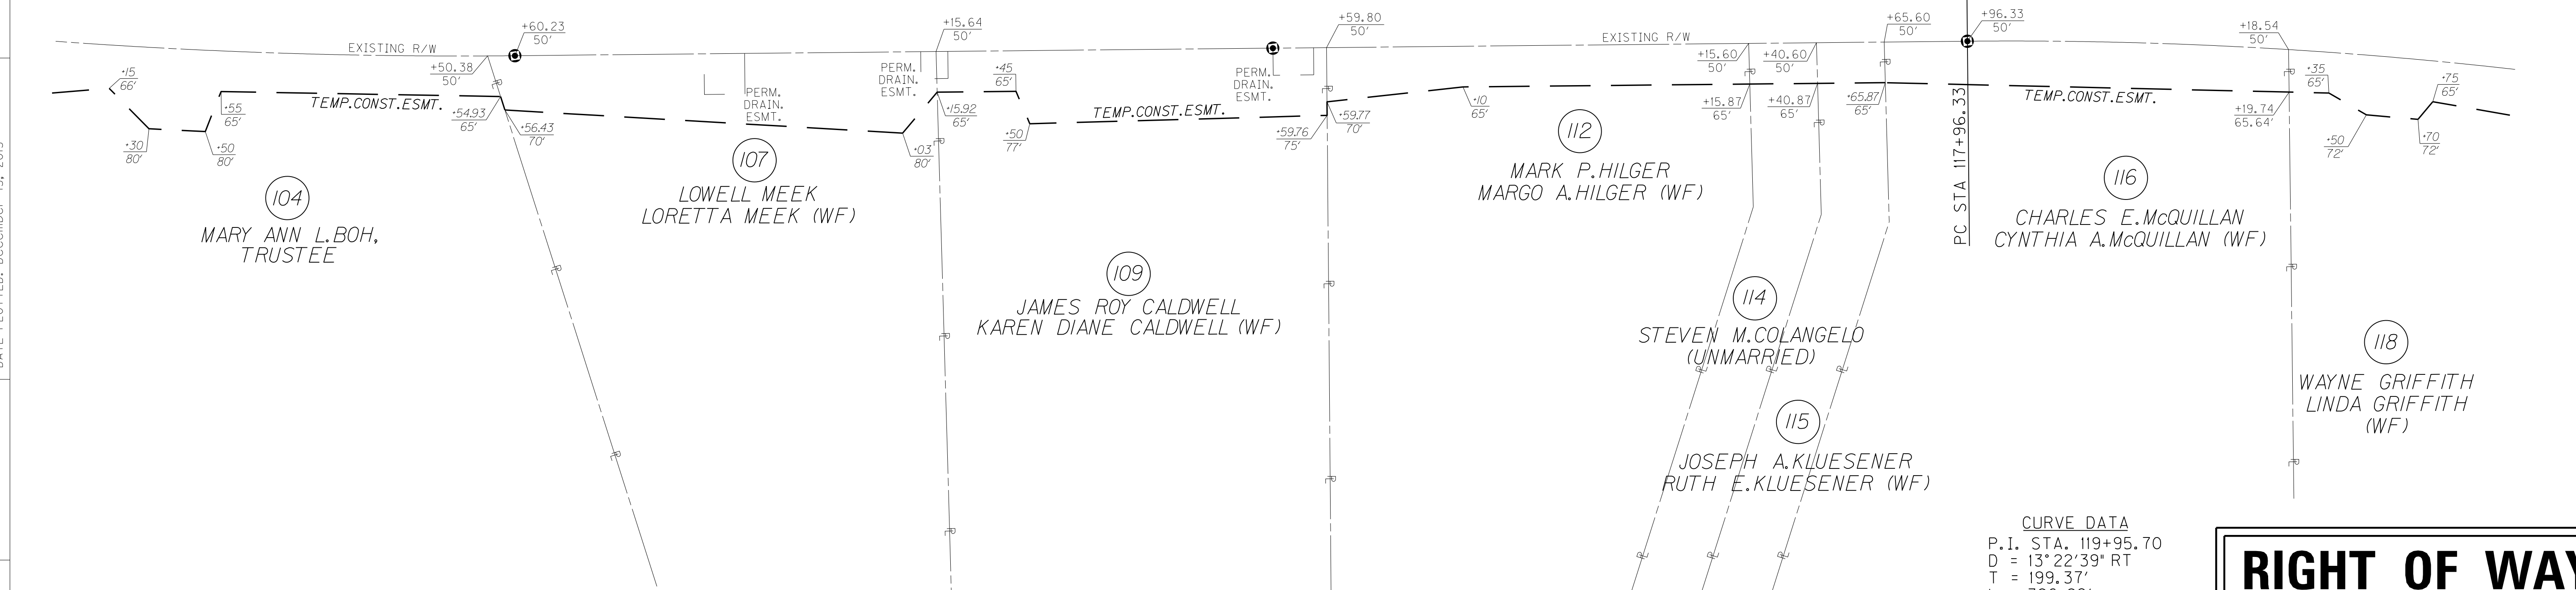 +60.23
50'
+15.64
50'
+59.80
50'
+65.60
50'
+96.33
50'
+18.54
50'
EXISTING R/W
EXISTING R/W
+50.38
50'
+15
66'
+55
65'
TEMP.CONST.ESMT.
+54.93
65'
+56.43
70'
+30
80'
+50
80'
PERM.
DRAIN.
ESMT.
PERM.
DRAIN.
ESMT.
+45
65'
+15.92
65'
+03
80'
+50
77'
TEMP.CONST.ESMT.
PERM.
DRAIN.
ESMT.
+59.76
75'
+59.77
70'
+10
65'
+15.60
50'
+40.60
50'
+15.87
65'
+40.87
65'
+65.87
65'
PC STA 117+96.33
TEMP.CONST.ESMT.
+19.74
65.64'
+35
65'
+75
65'
+50
72'
+70
72'
104
MARY ANN L.BOH,
TRUSTEE
107
LOWELL MEEK
LORETTA MEEK (WF)
109
JAMES ROY CALDWELL
KAREN DIANE CALDWELL (WF)
112
MARK P.HILGER
MARGO A.HILGER (WF)
114
STEVEN M.COLANGELO
(UNMARRIED)
115
JOSEPH A.KLUESENER
RUTH E.KLUESENER (WF)
116
CHARLES E.McQUILLAN
CYNTHIA A.McQUILLAN (WF)
118
WAYNE GRIFFITH
LINDA GRIFFITH
(WF)
CURVE DATA
P.I. STA. 119+95.70
D = 13°22'39" RT
T = 199.37'
RIGHT OF WAY